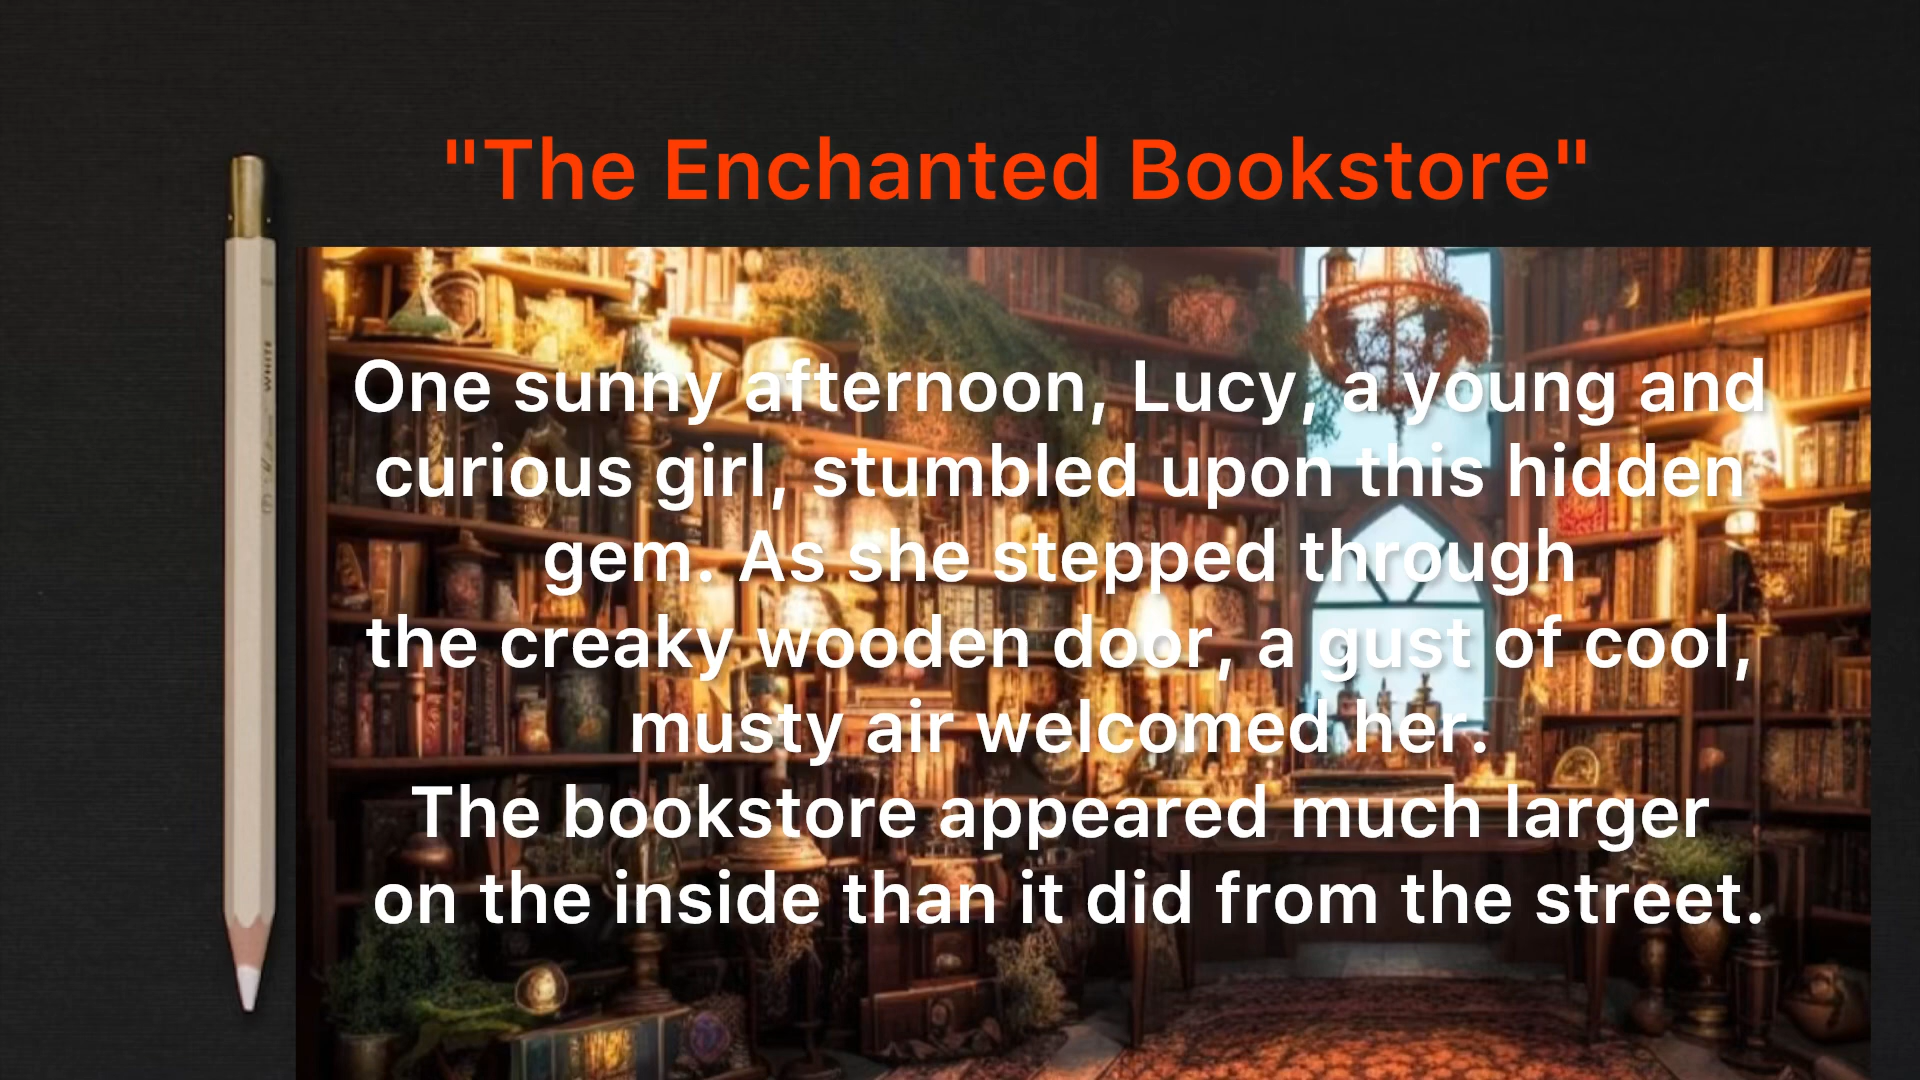 "The Enchanted Bookstore"
One sunny afternoon, Lucy, a young and
curious girl, stumbled upon this hidden
gem. As she stepped through
the creaky wooden door, a gust of cool,
musty air welcomed her.
The bookstore appeared much larger
on the inside than it did from the street.
WHITE